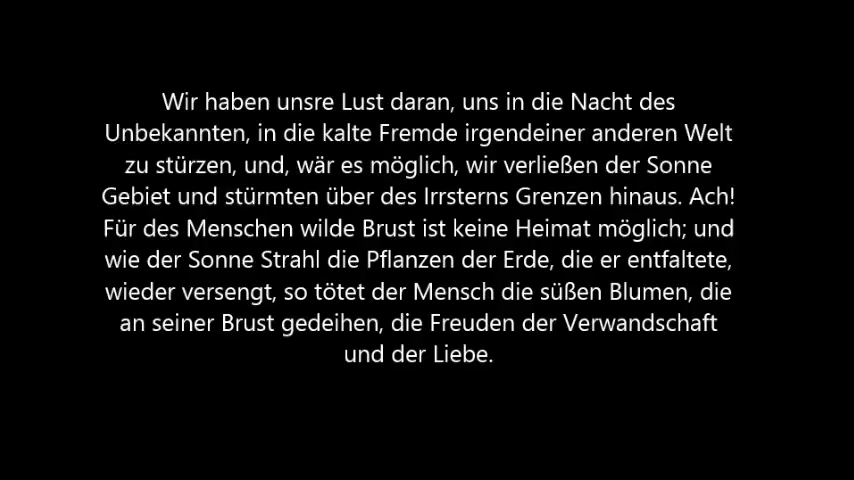 Wir haben unsre Lust daran, uns in die Nacht des
Unbekannten, in die kalte Fremde irgendeiner anderen Welt
zu stürzen, und, wär es möglich, wir verließen der Sonne
Gebiet und stürmten über des Irrsterns Grenzen hinaus. Ach!
Für des Menschen wilde Brust ist keine Heimat möglich; und
wie der Sonne Strahl die Pflanzen der Erde, die er entfaltete,
wieder versengt, so tötet der Mensch die süßen Blumen, die
an seiner Brust gedeihen, die Freuden der Verwandschaft
und der Liebe.